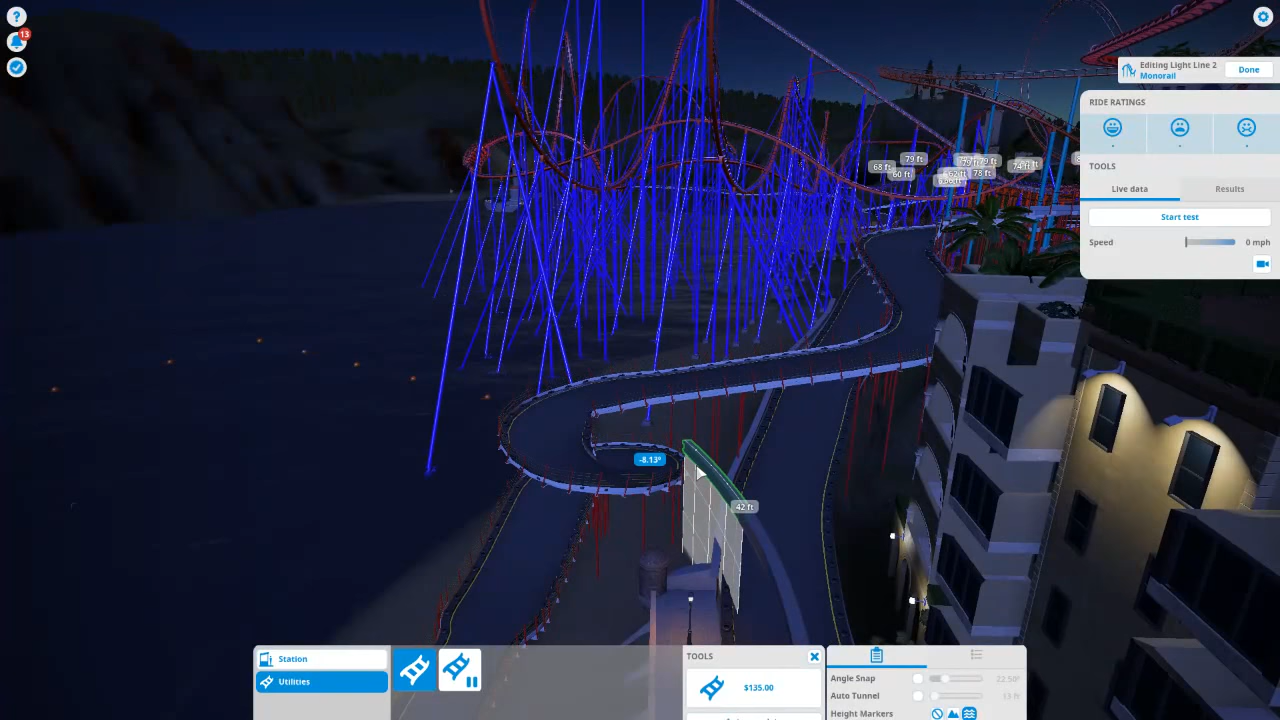 ?
13
Editing Light Line 2
Monorail
Done
RIDE RATINGS
- - -
TOOLS
Live data
Results
Start test
Speed
0 mph
79 ft
68 ft
60 ft
78 ft
74 ft
-8.13°
42 ft
Station
Utilities
TOOLS
$135.00
Angle Snap
22.50°
Auto Tunnel
13 ft
Height Markers